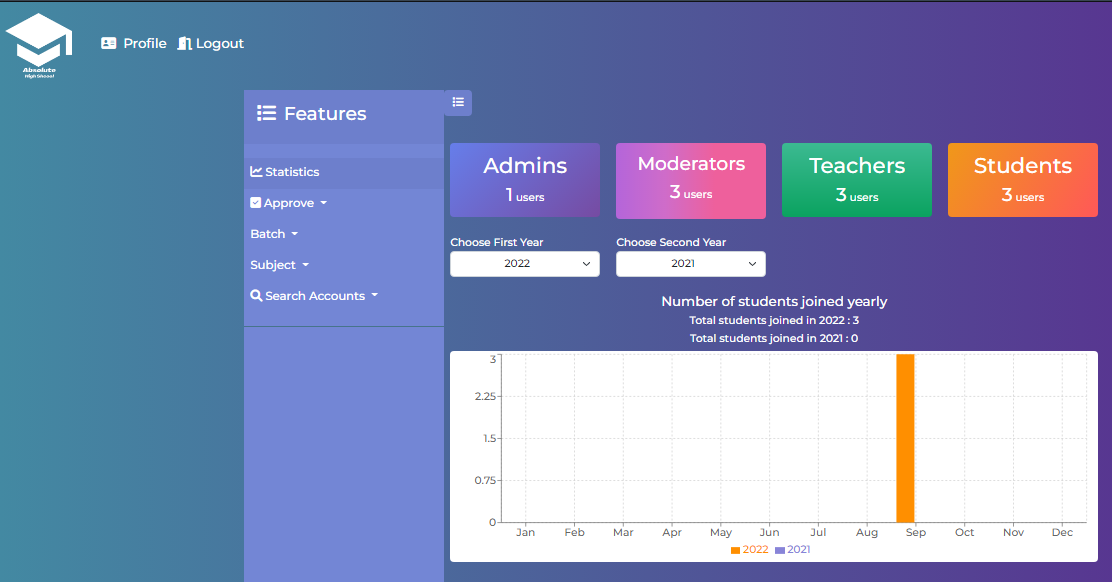 Absolute
High School
Profile
Logout
Features
Statistics
Approve
Batch
Subject
Search Accounts
Admins
1 users
Moderators
3 users
Teachers
3 users
Students
3 users
Choose First Year
2022
Choose Second Year
2021
Number of students joined yearly
Total students joined in 2022 : 3
Total students joined in 2021 : 0
3
2.25
1.5
0.75
0
Jan Feb Mar Apr May Jun Jul Aug Sep Oct Nov Dec
2022 2021